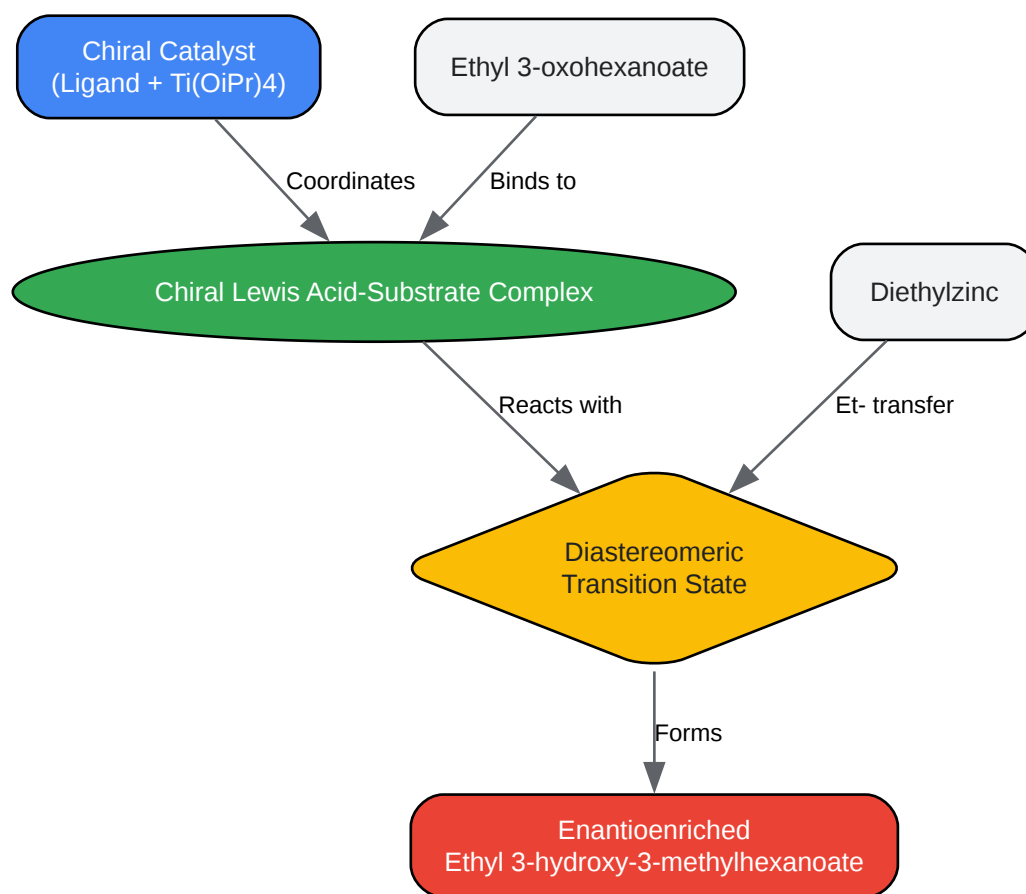 Chiral Catalyst
(Ligand + Ti(OiPr)4)
Ethyl 3-oxohexanoate
Coordinates
Binds to
Chiral Lewis Acid-Substrate Complex
Diethylzinc
Reacts with
Et- transfer
Diastereomeric
Transition State
Forms
Enantioenriched
Ethyl 3-hydroxy-3-methylhexanoate